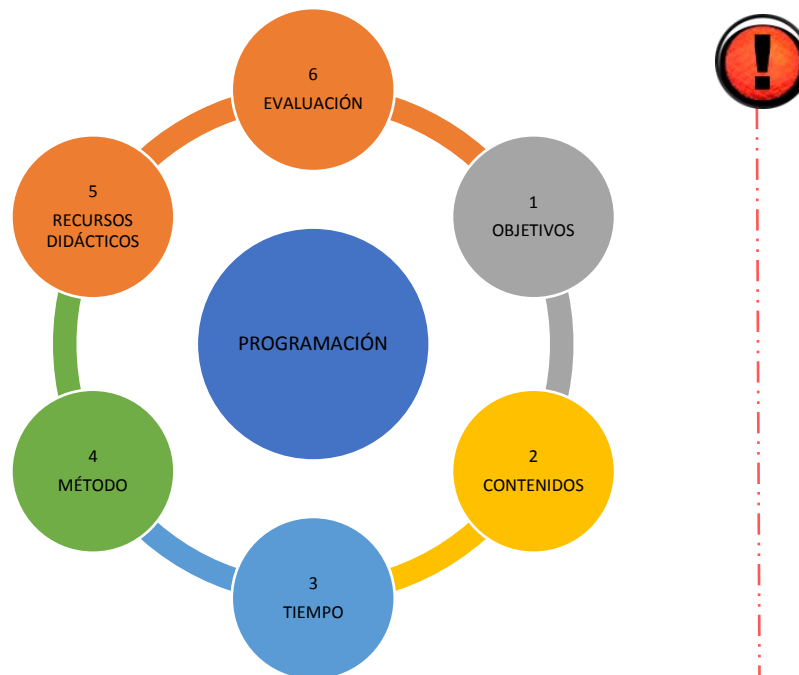 6
EVALUACIÓN
1
OBJETIVOS
2
CONTENIDOS
3
TIEMPO
4
MÉTODO
5
RECURSOS
DIDÁCTICOS
PROGRAMACIÓN
!